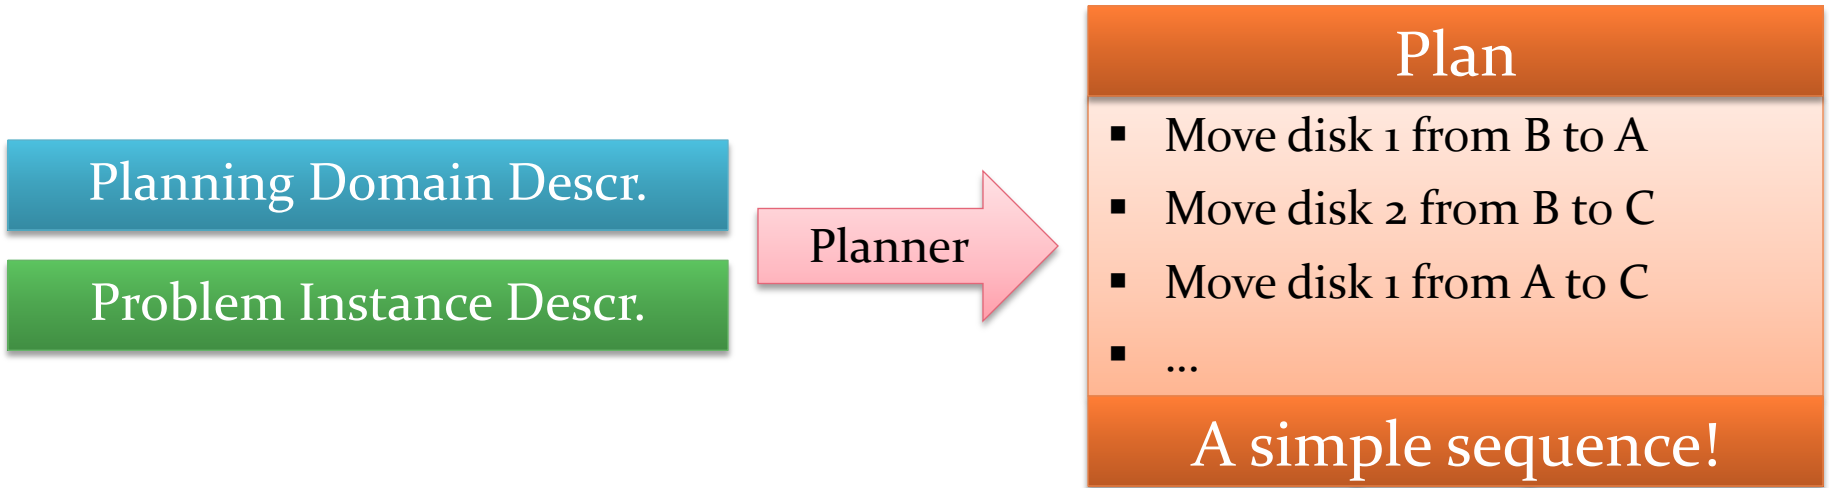 Planning Domain Descr.
Problem Instance Descr.
Planner
Plan
▪ Move disk 1 from B to A
▪ Move disk 2 from B to C
▪ Move disk 1 from A to C
▪ ...
A simple sequence!